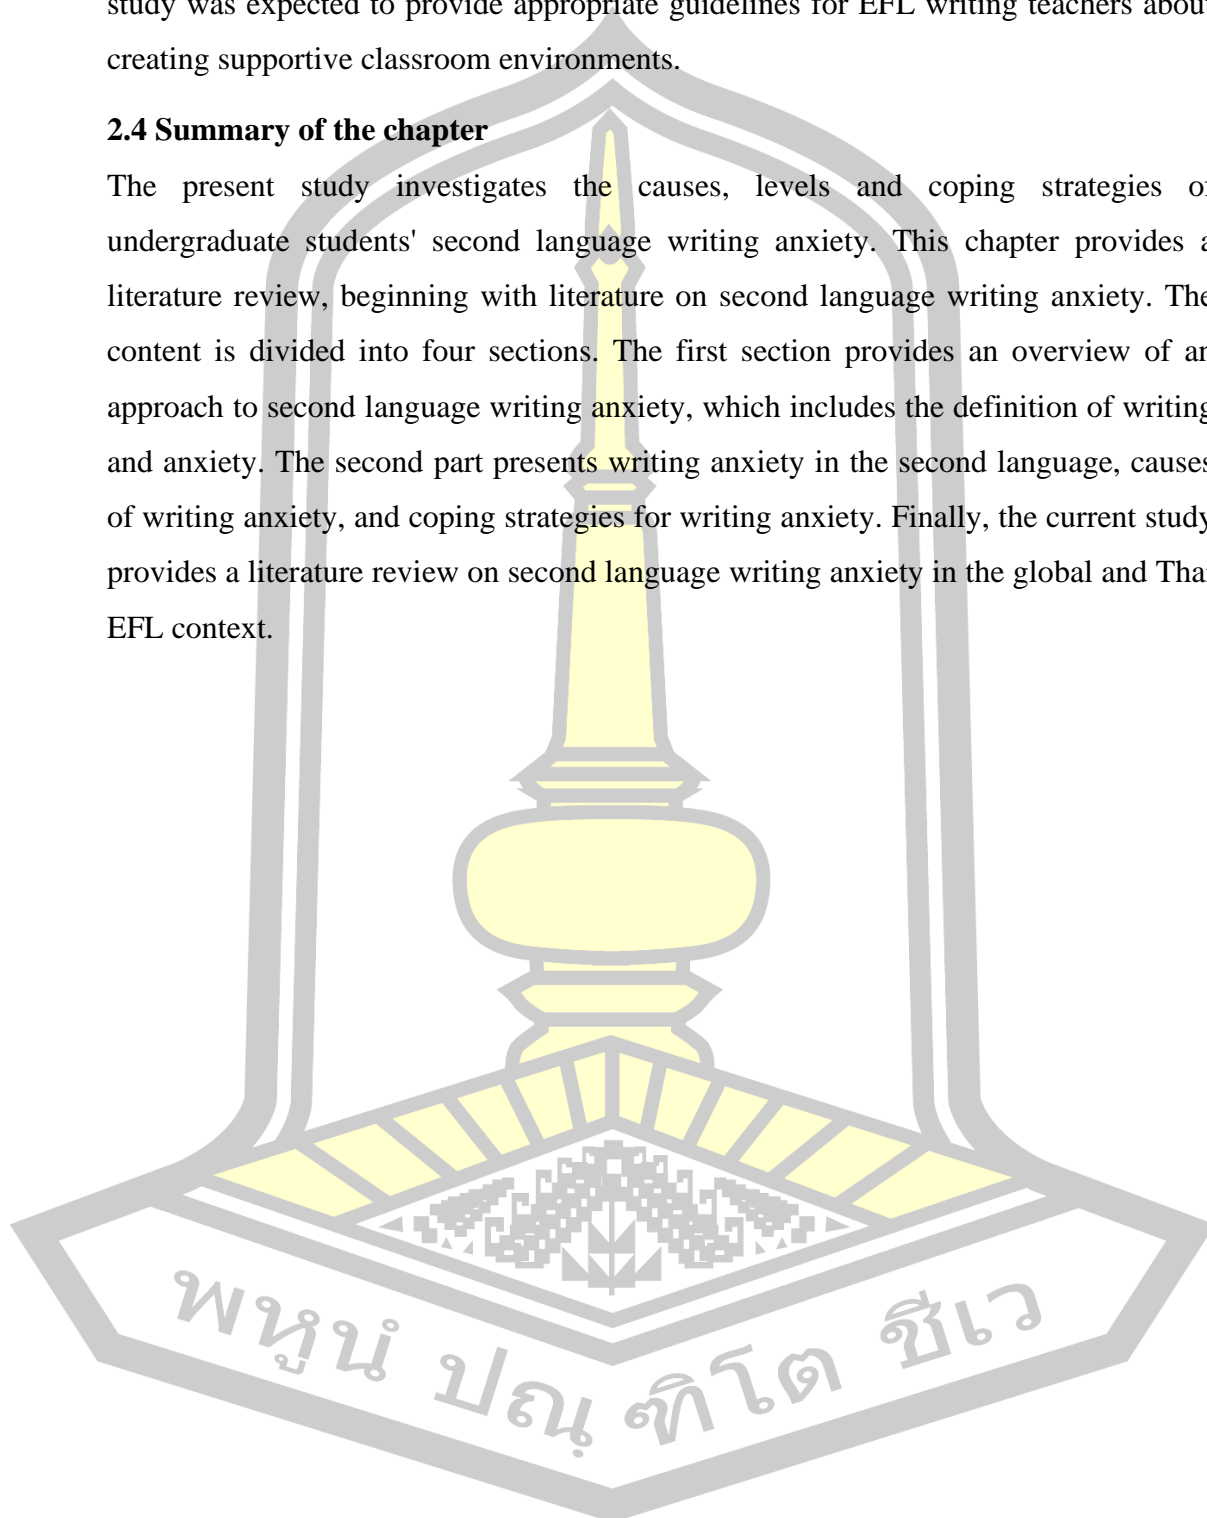 study was expected to provide appropriate guidelines for EFL writing teachers about
creating supportive classroom environments.
2.4 Summary of the chapter
The present study investigates the causes, levels and coping strategies of
undergraduate students' second language writing anxiety. This chapter provides a
literature review, beginning with literature on second language writing anxiety. The
content is divided into four sections. The first section provides an overview of an
approach to second language writing anxiety, which includes the definition of writing
and anxiety. The second part presents writing anxiety in the second language, causes
of writing anxiety, and coping strategies for writing anxiety. Finally, the current study
provides a literature review on second language writing anxiety in the global and Thai
EFL context.
พหูนํ ปณฺฑิโต ชีเว